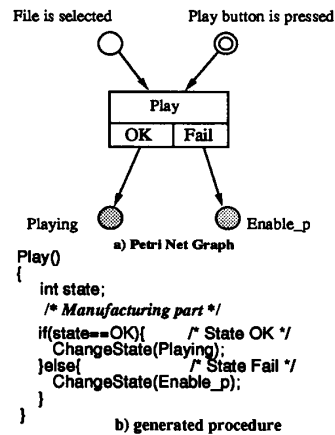 File is selected
Play button is pressed
Play
OK
Fail
Playing
Enable_p
a) Petri Net Graph
Play()
{
int state;
/* Manufacturing part */
if(state==OK){ /* State OK */
ChangeState(Playing);
}else{ /* State Fail */
ChangeState(Enable_p);
}
}
b) generated procedure